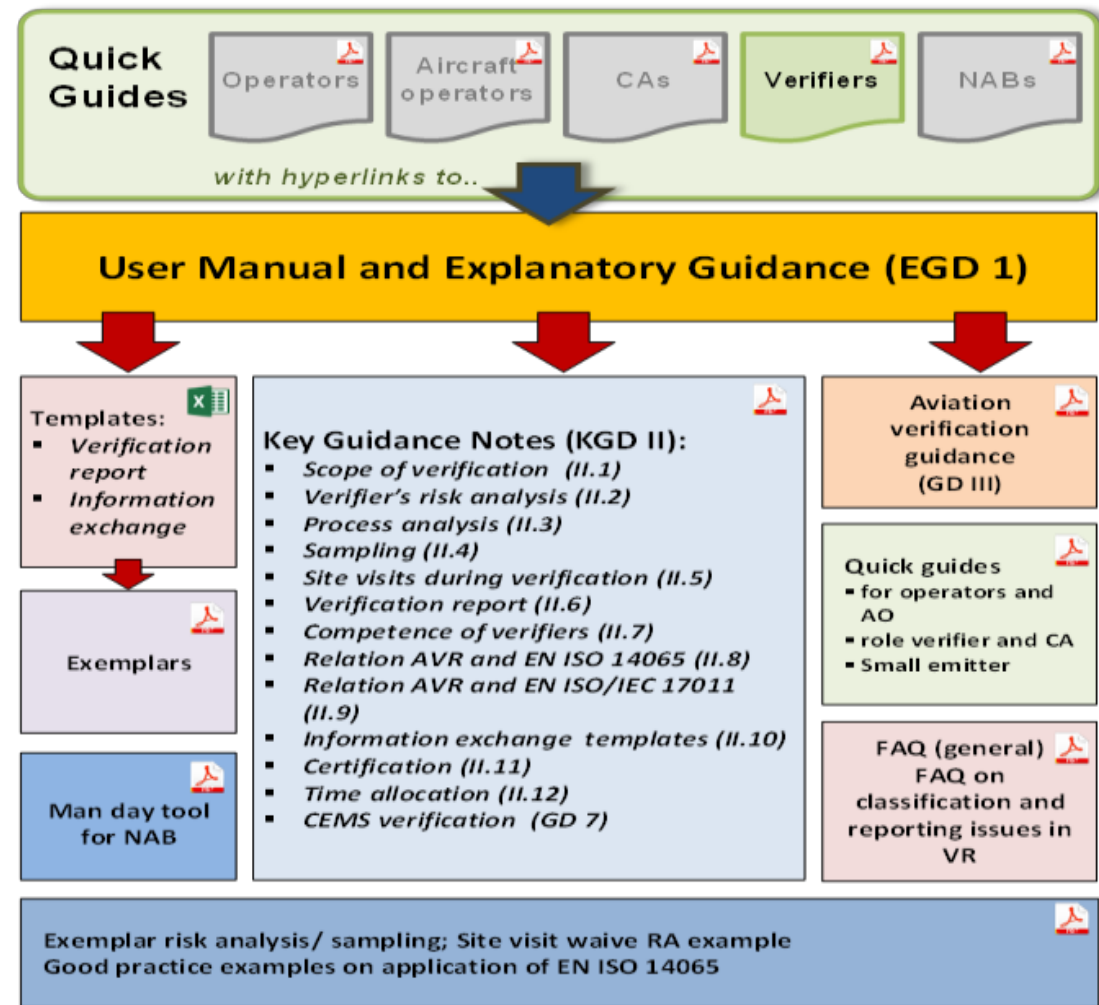 Quick
Guides
Operators
Aircraft
operators
CAs
Verifiers
NABs
with hyperlinks to..
User Manual and Explanatory Guidance (EGD 1)
Templates:
▪ Verification
report
▪ Information
exchange
Exemplars
Man day tool
for NAB
Key Guidance Notes (KGD II):
▪ Scope of verification (II.1)
▪ Verifier's risk analysis (II.2)
▪ Process analysis (II.3)
▪ Sampling (II.4)
▪ Site visits during verification (II.5)
▪ Verification report (II.6)
▪ Competence of verifiers (II.7)
▪ Relation AVR and EN ISO 14065 (II.8)
▪ Relation AVR and EN ISO/IEC 17011
(II.9)
▪ Information exchange templates (II.10)
▪ Certification (II.11)
▪ Time allocation (II.12)
▪ CEMS verification (GD 7)
Aviation
verification
guidance
(GD III)
Quick guides
▪ for operators and
AO
▪ role verifier and CA
▪ Small emitter
FAQ (general)
FAQ on
classification and
reporting issues in
VR
Exemplar risk analysis/ sampling; Site visit waive RA example
Good practice examples on application of EN ISO 14065